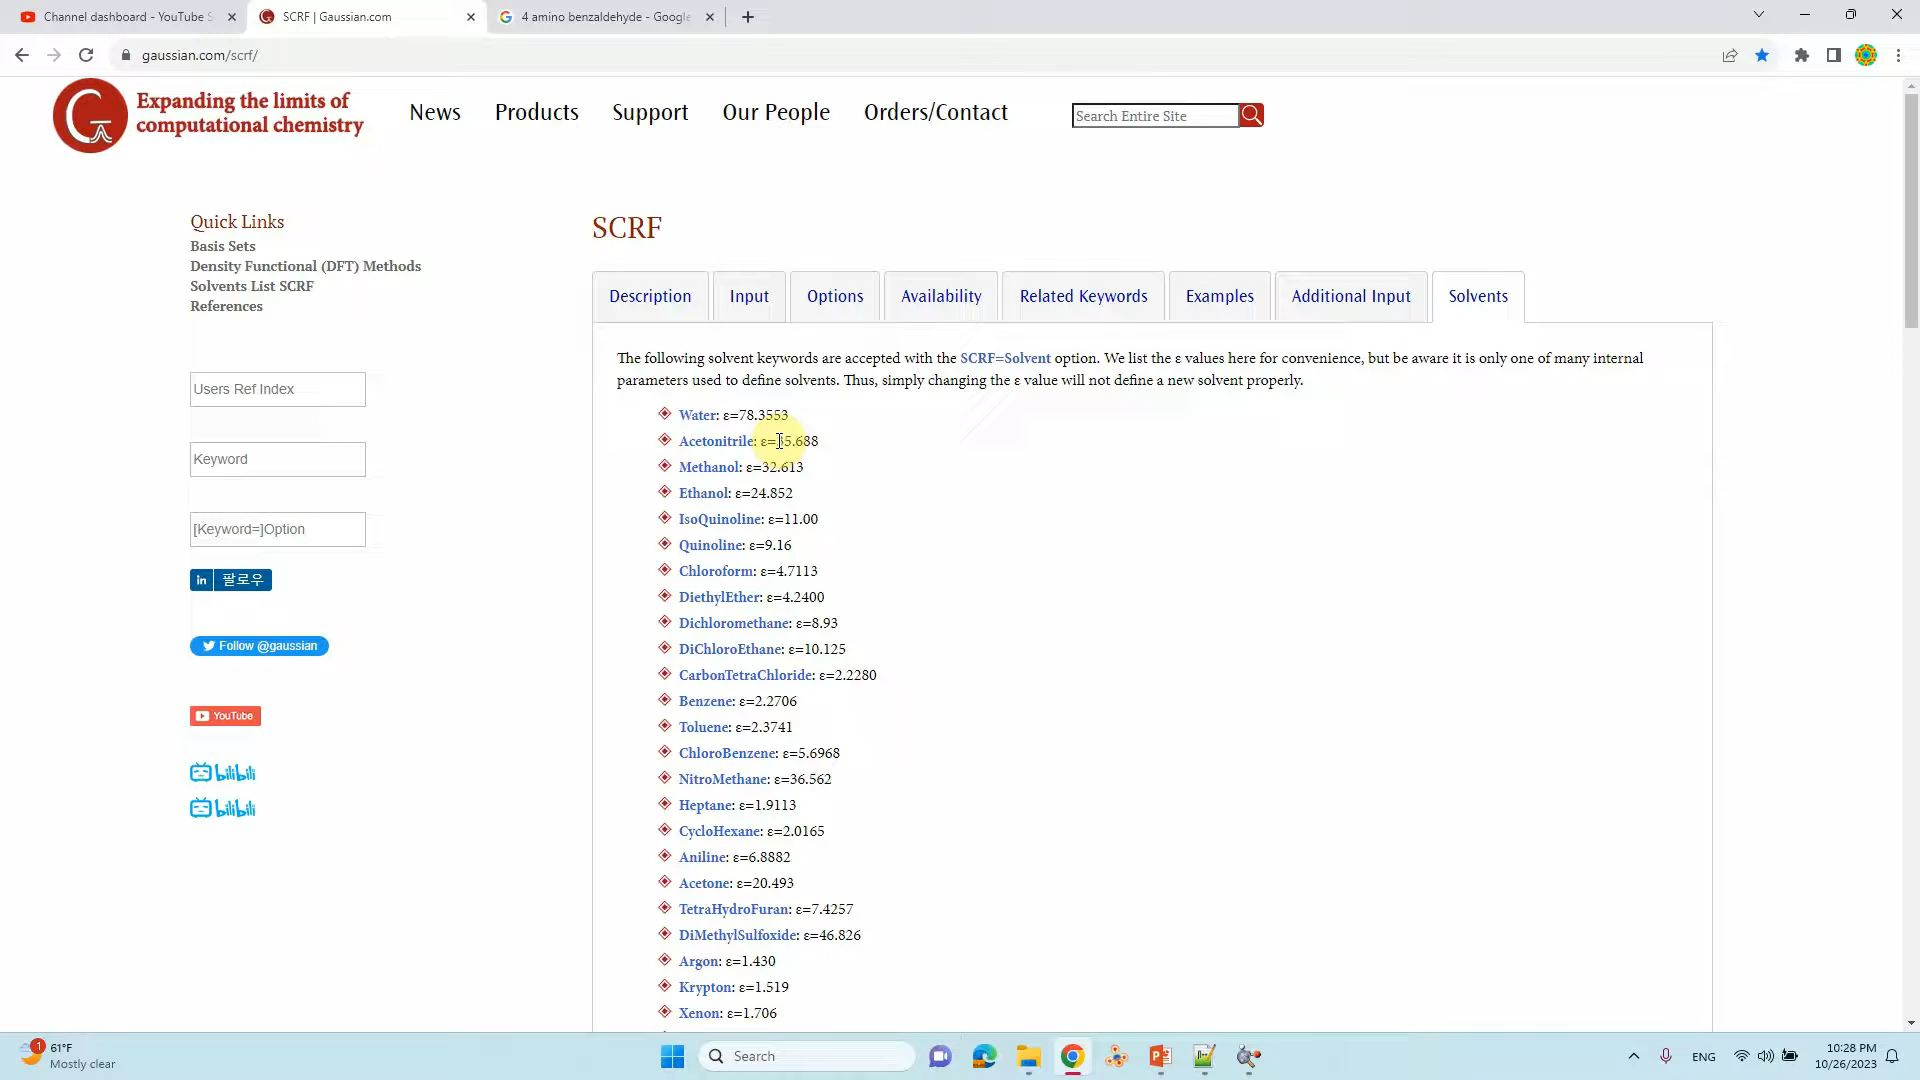 Channel dashboard - YouTube S
SCRF | Gaussian.com
4 amino benzaldehyde - Google
gaussian.com/scrf/
Expanding the limits of
computational chemistry
News
Products
Support
Our People
Orders/Contact
Search Entire Site
Quick Links
Basis Sets
Density Functional (DFT) Methods
Solvents List SCRF
References
Users Ref Index
Keyword
[Keyword=]Option
in 팔로우
Follow @gaussian
YouTube
bilibili
bilibili
SCRF
Description
Input
Options
Availability
Related Keywords
Examples
Additional Input
Solvents
The following solvent keywords are accepted with the SCRF=Solvent option. We list the ε values here for convenience, but be aware it is only one of many internal
parameters used to define solvents. Thus, simply changing the ε value will not define a new solvent properly.
Water: ε=78.3553
Acetonitrile: ε=35.688
Methanol: ε=32.613
Ethanol: ε=24.852
IsoQuinoline: ε=11.00
Quinoline: ε=9.16
Chloroform: ε=4.7113
DiethylEther: ε=4.2400
Dichloromethane: ε=8.93
DiChloroEthane: ε=10.125
CarbonTetraChloride: ε=2.2280
Benzene: ε=2.2706
Toluene: ε=2.3741
ChloroBenzene: ε=5.6968
NitroMethane: ε=36.562
Heptane: ε=1.9113
CycloHexane: ε=2.0165
Aniline: ε=6.8882
Acetone: ε=20.493
TetraHydroFuran: ε=7.4257
DiMethylSulfoxide: ε=46.826
Argon: ε=1.430
Krypton: ε=1.519
Xenon: ε=1.706
1
61°F
Mostly clear
Search
ENG
10:28 PM
10/26/2023